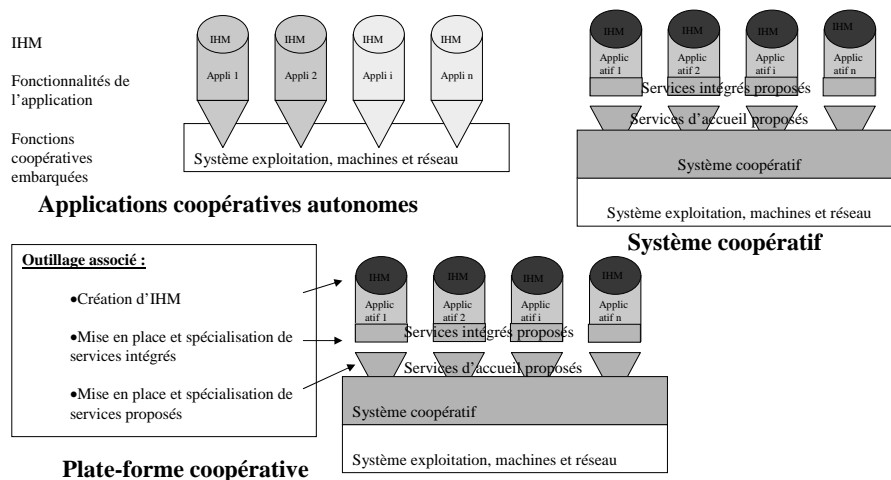 IHM
Fonctionnalités de
l'application
Fonctions
coopératives
embarquées
IHM IHM IHM IHM
Appli 1 Appli 2 Appli i Appli n
Système exploitation, machines et réseau
Applications coopératives autonomes
IHM IHM IHM IHM
Applic Applic Applic Applic
atif 1 atif 2 atif i atif n
Services intégrés proposés
Services d'accueil proposés
Système coopératif
Système exploitation, machines et réseau
Système coopératif
Outillage associé :
•Création d'IHM
•Mise en place et spécialisation de
services intégrés
•Mise en place et spécialisation de
services proposés
IHM IHM IHM IHM
Applic Applic Applic Applic
atif 1 atif 2 atif i atif n
Services intégrés proposés
Services d'accueil proposés
Système coopératif
Système exploitation, machines et réseau
Plate-forme coopérative